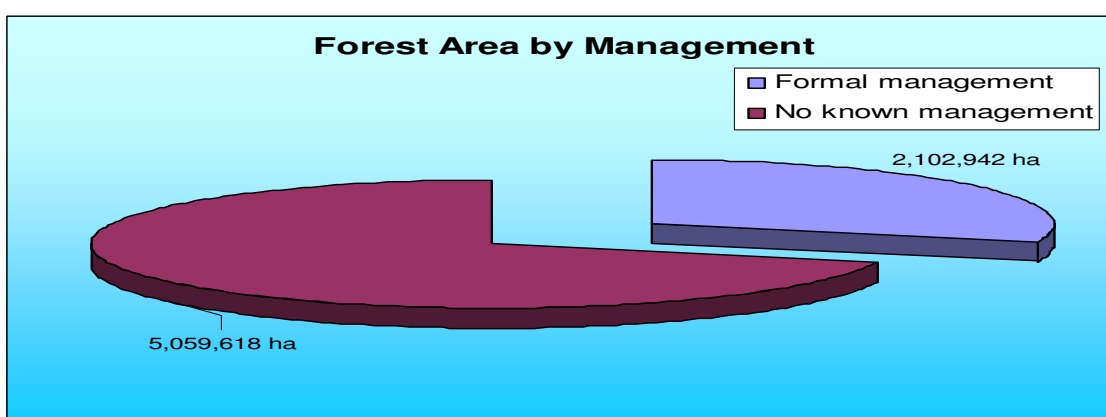 Forest Area by Management
Formal management
No known management
2,102,942 ha
5,059,618 ha